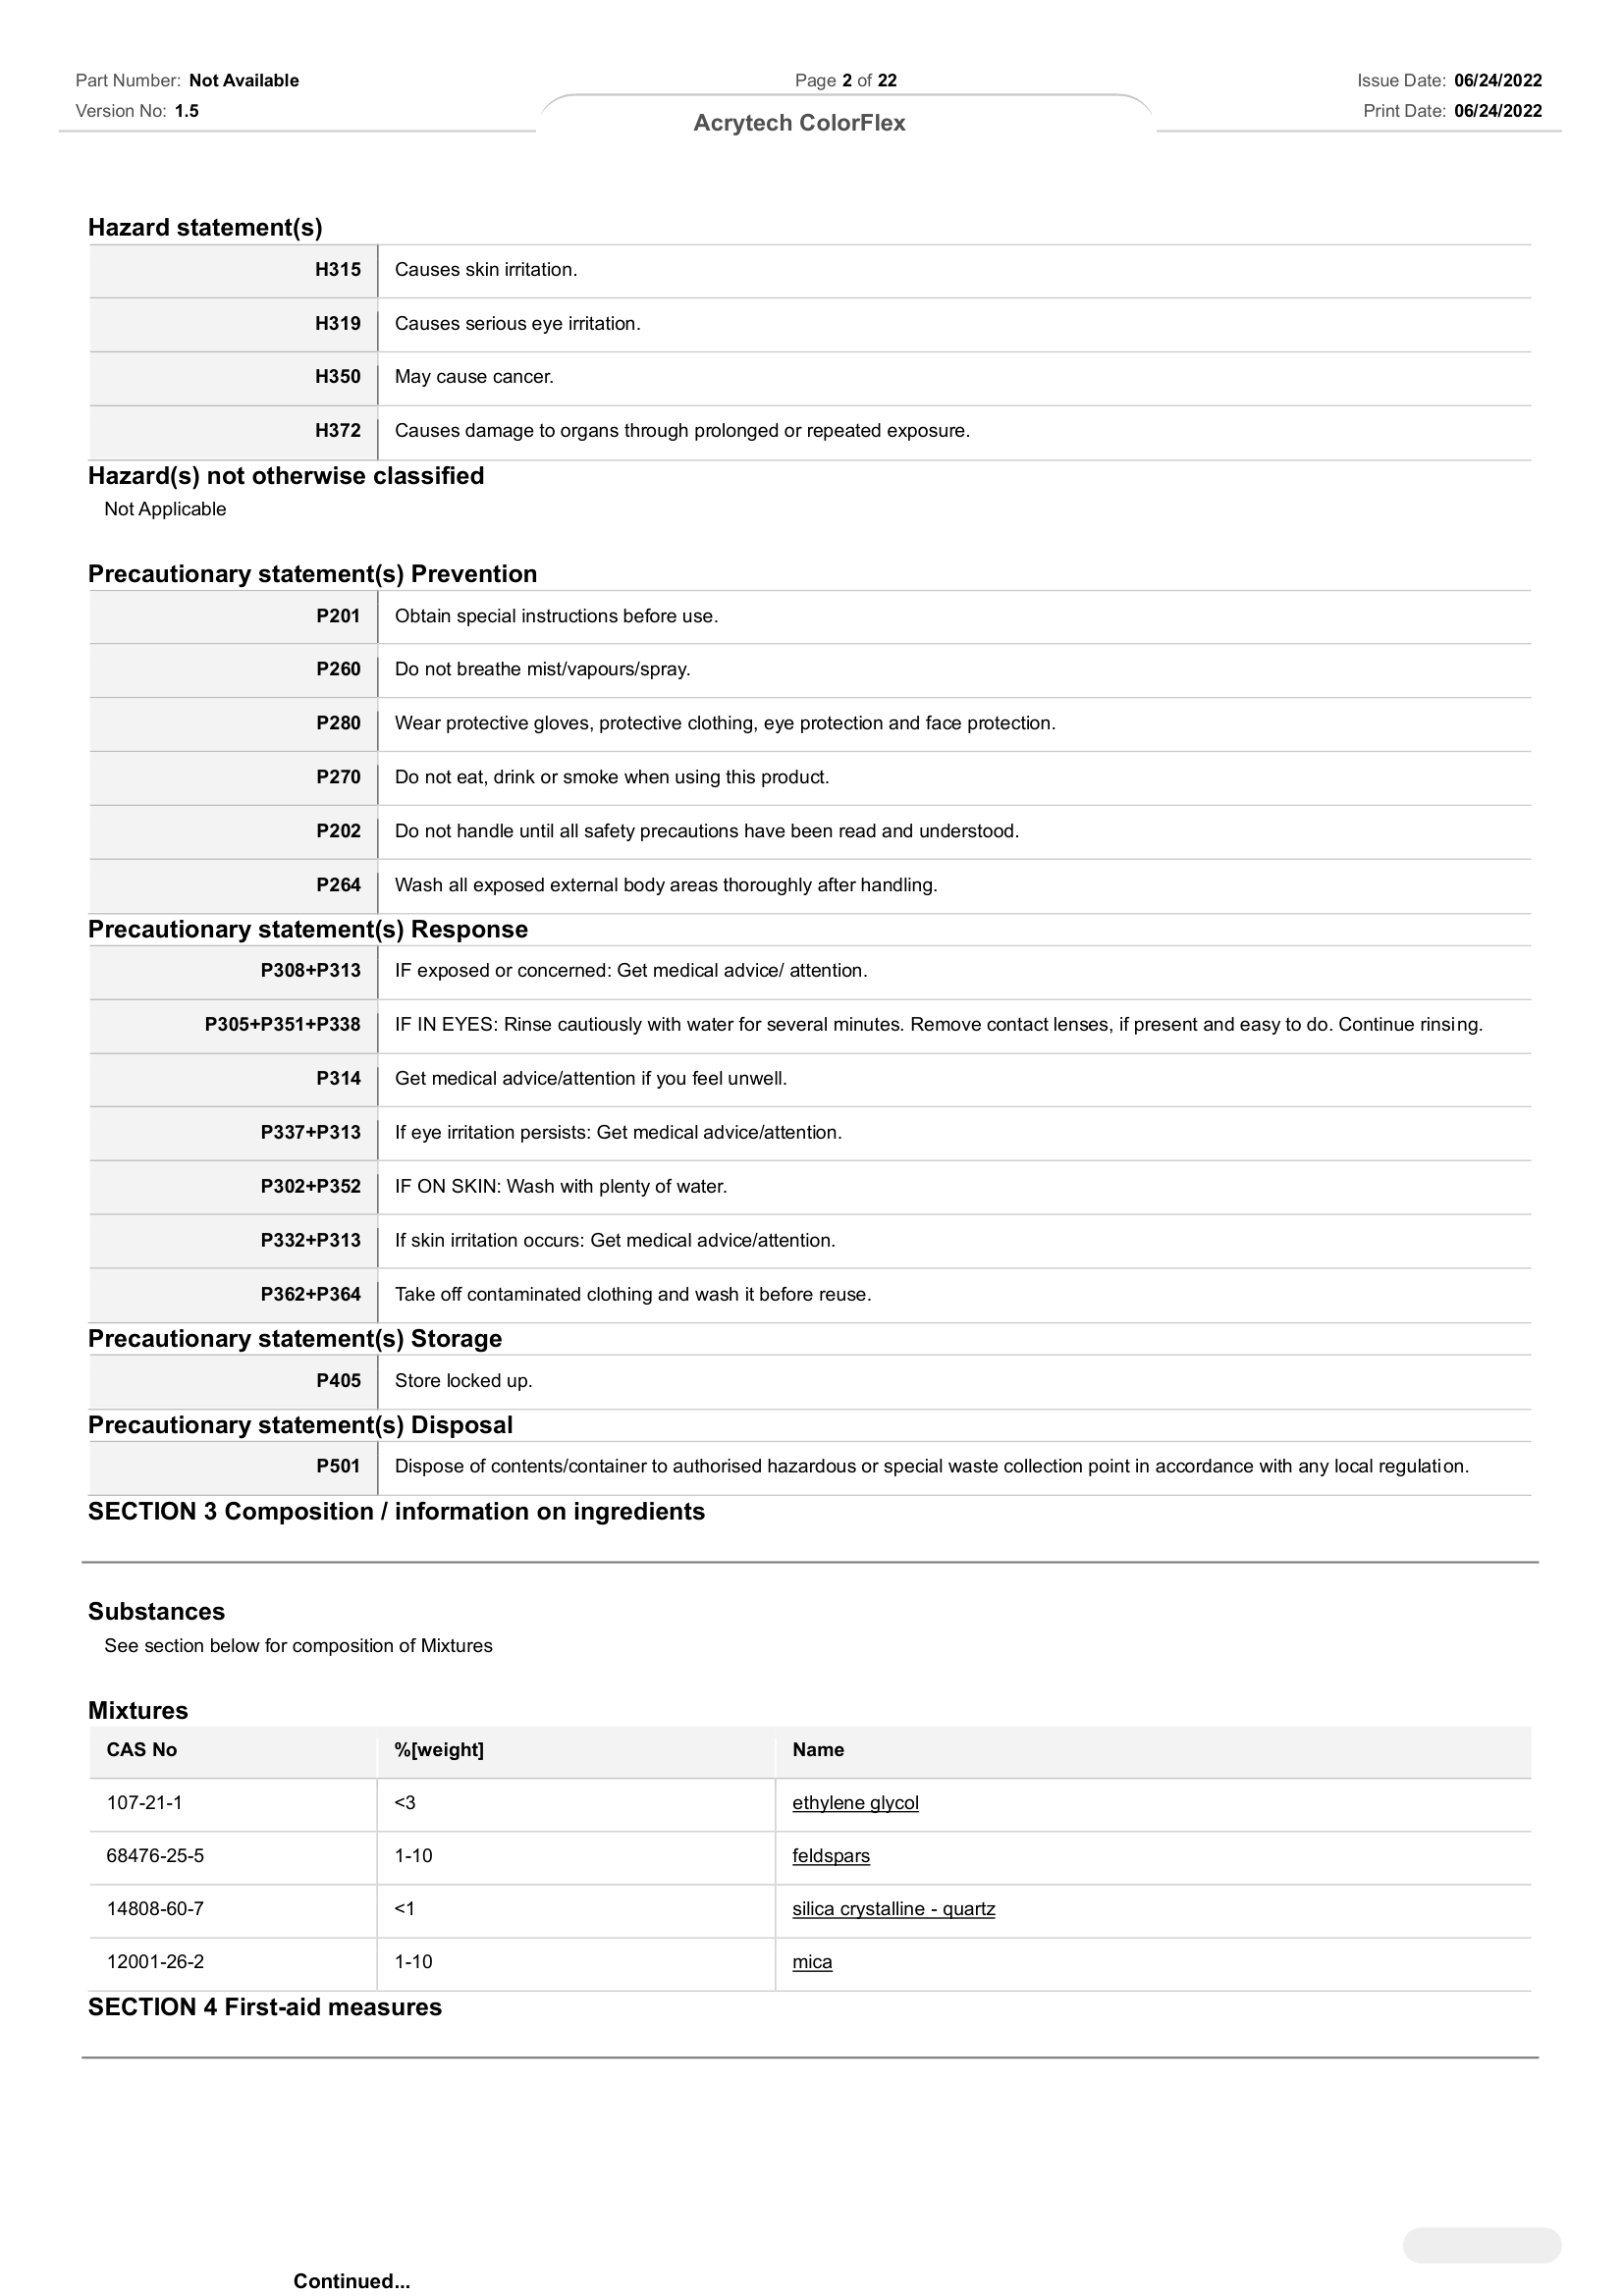 Part Number: Not Available
Page 2 of 22
Issue Date: 06/24/2022
Version No: 1.5
Acrytech ColorFlex
Print Date: 06/24/2022
Hazard statement(s)
H315 Causes skin irritation.
H319 Causes serious eye irritation.
H350 May cause cancer.
H372 Causes damage to organs through prolonged or repeated exposure.
Hazard(s) not otherwise classified
Not Applicable
Precautionary statement(s) Prevention
P201 Obtain special instructions before use.
P260 Do not breathe mist/vapours/spray.
P280 Wear protective gloves, protective clothing, eye protection and face protection.
P270 Do not eat, drink or smoke when using this product.
P202 Do not handle until all safety precautions have been read and understood.
P264 Wash all exposed external body areas thoroughly after handling.
Precautionary statement(s) Response
P308+P313 IF exposed or concerned: Get medical advice/ attention.
P305+P351+P338 IF IN EYES: Rinse cautiously with water for several minutes. Remove contact lenses, if present and easy to do. Continue rinsing.
P314 Get medical advice/attention if you feel unwell.
P337+P313 If eye irritation persists: Get medical advice/attention.
P302+P352 IF ON SKIN: Wash with plenty of water.
P332+P313 If skin irritation occurs: Get medical advice/attention.
P362+P364 Take off contaminated clothing and wash it before reuse.
Precautionary statement(s) Storage
P405 Store locked up.
Precautionary statement(s) Disposal
P501 Dispose of contents/container to authorised hazardous or special waste collection point in accordance with any local regulation.
SECTION 3 Composition / information on ingredients
Substances
See section below for composition of Mixtures
Mixtures
CAS No %[weight] Name
107-21-1 <3 ethylene glycol
68476-25-5 1-10 feldspars
14808-60-7 <1 silica crystalline - quartz
12001-26-2 1-10 mica
SECTION 4 First-aid measures
Continued...